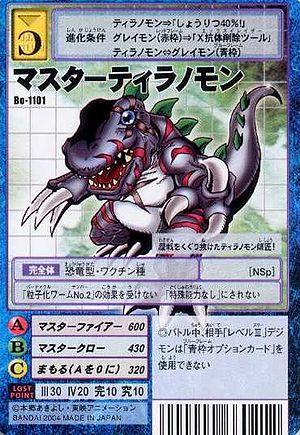 ティラノモン⇒「しょうりつ40%!」
進化条件 グレイモン(赤枠)⇒「X抗体削除ツール」
ティラノモン⇔グレイモン(青枠)
マスターティラノモン
Bo-1101
歴戦をくぐり抜けたティラノモン師匠!
完全体 恐竜型・ワクチン種 [NSp]
「粒子化ワームNo.2」の効果を受けない 「特殊能力なし」にされない
A マスターファイアー 600
B マスタークロー 430
C まもる(Aを0に) 320
◎バトル中、相手「レベルⅢ」デジ
モンは「青枠オプションカード」を
使用できない
LOST POINT Ⅲ30 Ⅳ20 完10 究10
©本郷あきよし・東映アニメーション
BANDAI 2004 MADE IN JAPAN